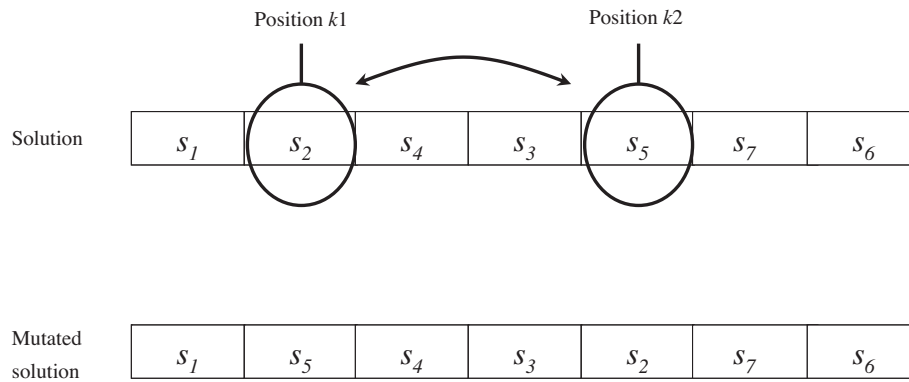 Position k1 Position k2
Solution s₁ s₂ s₄ s₃ s₅ s₇ s₆
Mutated
solution s₁ s₅ s₄ s₃ s₂ s₇ s₆